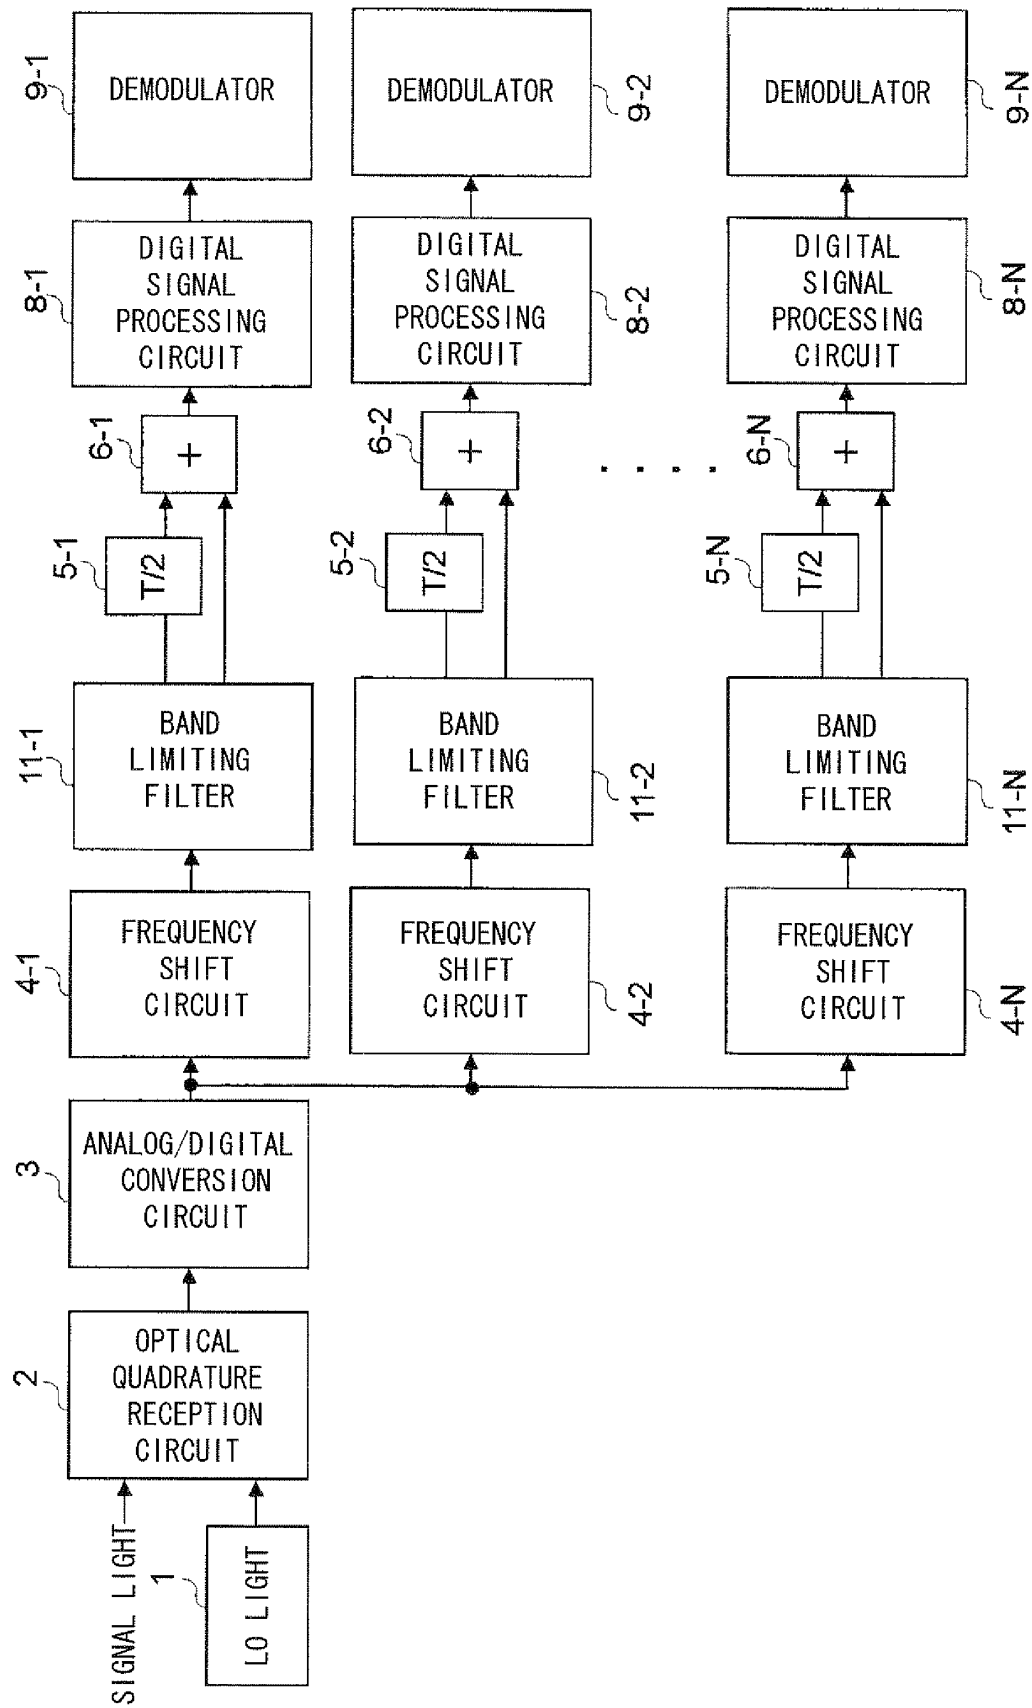 SIGNAL LIGHT
1
LO LIGHT
2
OPTICAL
QUADRATURE
RECEPTION
CIRCUIT
3
ANALOG/DIGITAL
CONVERSION
CIRCUIT
4-1
FREQUENCY
SHIFT
CIRCUIT
11-1
BAND
LIMITING
FILTER
5-1
T/2
6-1
+
8-1
DIGITAL
SIGNAL
PROCESSING
CIRCUIT
9-1
DEMODULATOR
4-2
FREQUENCY
SHIFT
CIRCUIT
11-2
BAND
LIMITING
FILTER
5-2
T/2
6-2
+
8-2
DIGITAL
SIGNAL
PROCESSING
CIRCUIT
9-2
DEMODULATOR
. . . .
4-N
FREQUENCY
SHIFT
CIRCUIT
11-N
BAND
LIMITING
FILTER
5-N
T/2
6-N
+
8-N
DIGITAL
SIGNAL
PROCESSING
CIRCUIT
9-N
DEMODULATOR